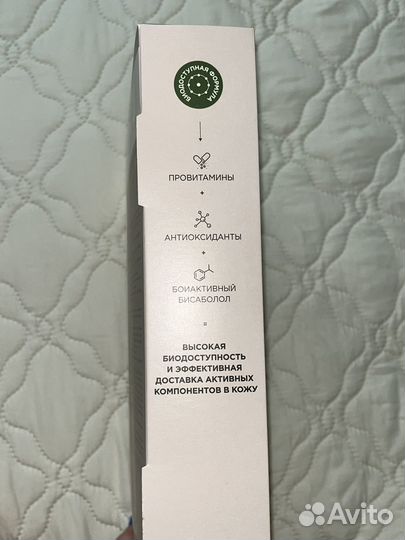 БИОДОСТУПНАЯ ФОРМУЛА
ПРОВИТАМИНЫ
+
АНТИОКСИДАНТЫ
+
БОИАКТИВНЫЙ
БИСАБОЛОЛ
=
ВЫСОКАЯ
БИОДОСТУПНОСТЬ
И ЭФФЕКТИВНАЯ
ДОСТАВКА АКТИВНЫХ
КОМПОНЕНТОВ В КОЖУ
Avito